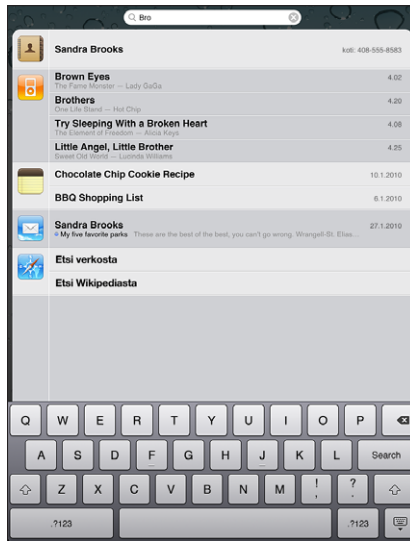 Bro
Sandra Brooks koti: 408-555-8583
Brown Eyes 4.02
The Fame Monster — Lady GaGa
Brothers 4.20
One Life Stand — Hot Chip
Try Sleeping With a Broken Heart 4.08
The Element of Freedom — Alicia Keys
Little Angel, Little Brother 4.25
Sweet Old World — Lucinda Williams
Chocolate Chip Cookie Recipe 10.1.2010
BBQ Shopping List 6.1.2010
Sandra Brooks 27.1.2010
My five favorite parks These are the best of the best, you can't go wrong. Wrangell-St. Elias...
Etsi verkosta
Etsi Wikipediasta
Q W E R T Y U I O P
A S D F G H J K L Search
Z X C V B N M ! , ? .
.?123 .?123